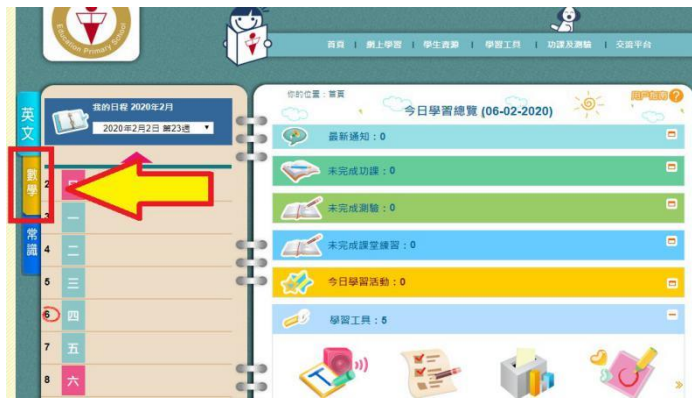 Education Primary School
首頁 | 網上學習 | 學生資源 | 學習工具 | 功課及測驗 | 交流平台
你的位置：首頁
用戶指南?
今日學習總覽 (06-02-2020)
我的日程 2020年2月
2020年2月2日 第23週
英文
數學
常識
2
3 一
4 二
5 三
6 四
7 五
8 六
最新通知：0
未完成功課：0
未完成測驗：0
未完成課堂練習：0
今日學習活動：0
學習工具：5